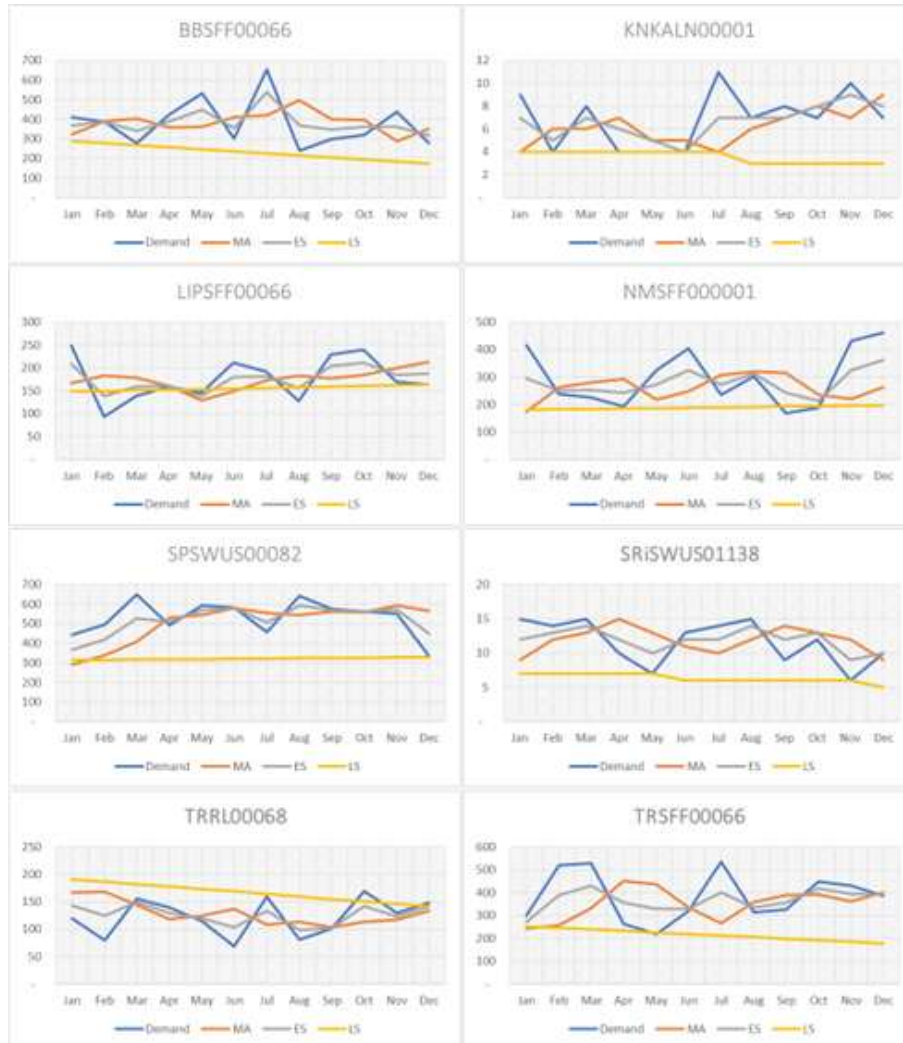 BBSFF00066
700
600
500
400
300
200
100
-
Jan Feb Mar Apr May Jun Jul Aug Sep Oct Nov Dec
Demand MA ES LS
KNKALN00001
12
10
8
6
4
2
-
Jan Feb Mar Apr May Jun Jul Aug Sep Oct Nov Dec
Demand MA ES LS
LIPSFF00066
300
250
200
150
100
50
-
Jan Feb Mar Apr May Jun Jul Aug Sep Oct Nov Dec
Demand MA ES LS
NMSFF000001
500
400
300
200
100
-
Jan Feb Mar Apr May Jun Jul Aug Sep Oct Nov Dec
Demand MA ES LS
SPSWUS00082
700
600
500
400
300
200
100
-
Jan Feb Mar Apr May Jun Jul Aug Sep Oct Nov Dec
Demand MA ES LS
SRiSWUS01138
20
15
10
5
-
Jan Feb Mar Apr May Jun Jul Aug Sep Oct Nov Dec
Demand MA ES LS
TRRL00068
250
200
150
100
50
-
Jan Feb Mar Apr May Jun Jul Aug Sep Oct Nov Dec
Demand MA ES LS
TRSFF00066
600
500
400
300
200
100
-
Jan Feb Mar Apr May Jun Jul Aug Sep Oct Nov Dec
Demand MA ES LS